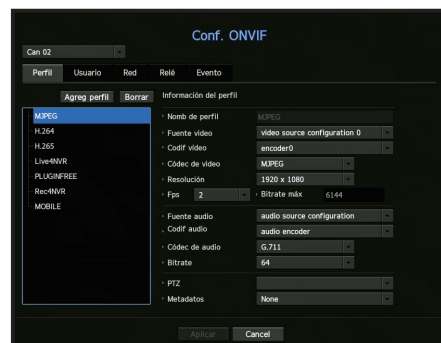 Conf. ONVIF
Can 02
Perfil Usuario Red Relé Evento
Agreg perfil Borrar Información del perfil
MJPEG
H.264
H.265
Live4NVR
PLUGINFREE
Rec4NVR
MOBILE
Nomb de perfil MJPEG
Fuente video video source configuration 0
Codif vídeo encoder0
Códec de video MJPEG
Resolución 1920 x 1080
Fps 2 Bitrate máx 6144
Fuente audio audio source configuration
Codif audio audio encoder
Códec de audio G.711
Bitrate 64
PTZ
Metadatos None
Aplicar Cancel